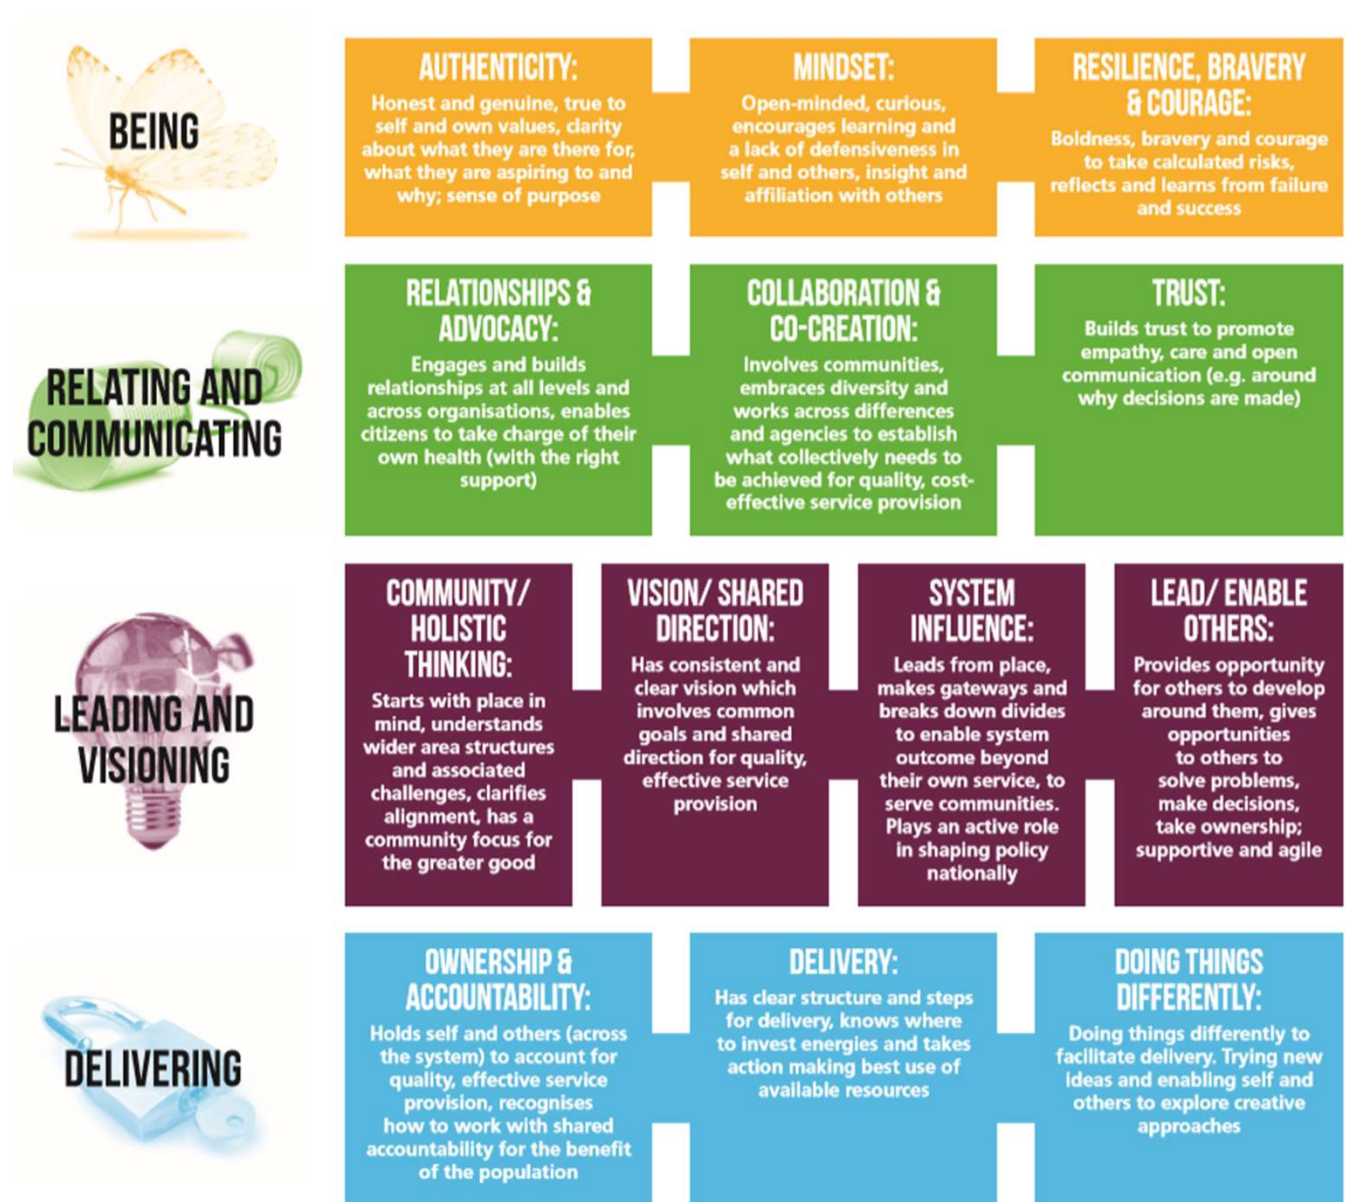 BEING
AUTHENTICITY:
Honest and genuine, true to
self and own values, clarity
about what they are there for,
what they are aspiring to and
why; sense of purpose
MINDSET:
Open-minded, curious,
encourages learning and
a lack of defensiveness in
self and others, insight and
affiliation with others
RESILIENCE, BRAVERY
& COURAGE:
Boldness, bravery and courage
to take calculated risks,
reflects and learns from failure
and success
RELATING AND
COMMUNICATING
RELATIONSHIPS &
ADVOCACY:
Engages and builds
relationships at all levels and
across organisations, enables
citizens to take charge of their
own health (with the right
support)
COLLABORATION &
CO-CREATION:
Involves communities,
embraces diversity and
works across differences
and agencies to establish
what collectively needs to
be achieved for quality, cost-
effective service provision
TRUST:
Builds trust to promote
empathy, care and open
communication (e.g. around
why decisions are made)
LEADING AND
VISIONING
COMMUNITY/
HOLISTIC
THINKING:
Starts with place in
mind, understands
wider area structures
and associated
challenges, clarifies
alignment, has a
community focus for
the greater good
VISION/ SHARED
DIRECTION:
Has consistent and
clear vision which
involves common
goals and shared
direction for quality,
effective service
provision
SYSTEM
INFLUENCE:
Leads from place,
makes gateways and
breaks down divides
to enable system
outcome beyond
their own service, to
serve communities.
Plays an active role
in shaping policy
nationally
LEAD/ ENABLE
OTHERS:
Provides opportunity
for others to develop
around them, gives
opportunities
to others to
solve problems,
make decisions,
take ownership;
supportive and agile
DELIVERING
OWNERSHIP &
ACCOUNTABILITY:
Holds self and others (across
the system) to account for
quality, effective service
provision, recognises
how to work with shared
accountability for the benefit
of the population
DELIVERY:
Has clear structure and steps
for delivery, knows where
to invest energies and takes
action making best use of
available resources
DOING THINGS
DIFFERENTLY:
Doing things differently to
facilitate delivery. Trying new
ideas and enabling self and
others to explore creative
approaches